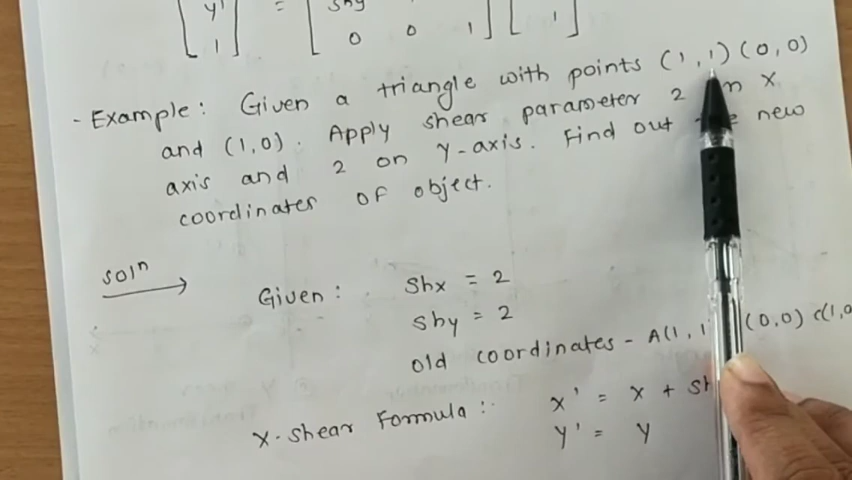 y' = shy
1 0 0 1 1
- Example: Given a triangle with points (1,1) (0,0)
and (1,0). Apply shear parameter 2 x
axis and 2 on y-axis. Find out new
coordinates of object.
soln
Given: Shx = 2
Shy = 2
old coordinates - A(1,1 (0,0) c(1,0
X-shear Formula:- x' = x + sh
y' = y